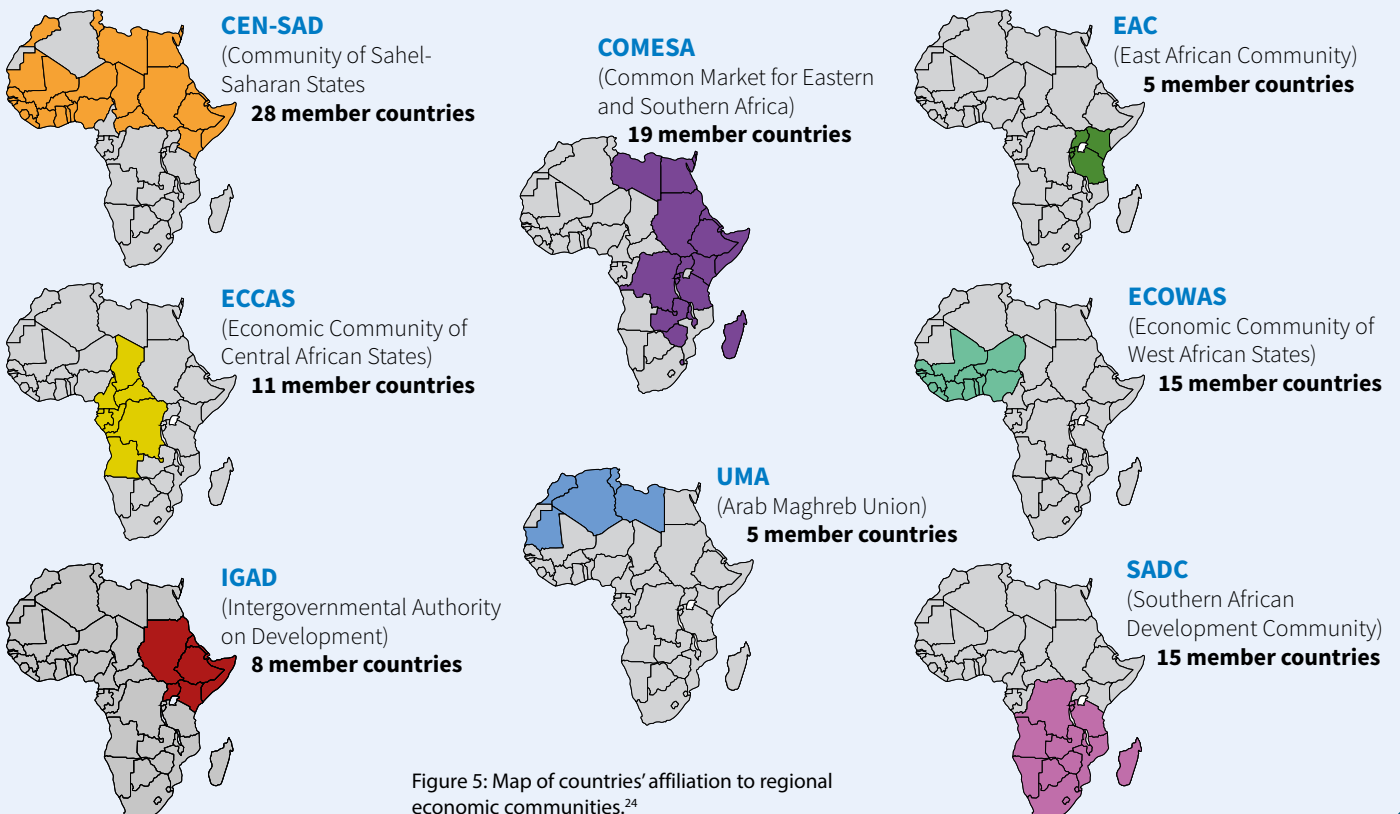 CEN-SAD
(Community of Sahel-
Saharan States
28 member countries
COMESA
(Common Market for Eastern
and Southern Africa)
19 member countries
EAC
(East African Community)
5 member countries
ECCAS
(Economic Community of
Central African States)
11 member countries
ECOWAS
(Economic Community of
West African States)
15 member countries
UMA
(Arab Maghreb Union)
5 member countries
IGAD
(Intergovernmental Authority
on Development)
8 member countries
SADC
(Southern African
Development Community)
15 member countries
Figure 5: Map of countries’ affiliation to regional
economic communities.24